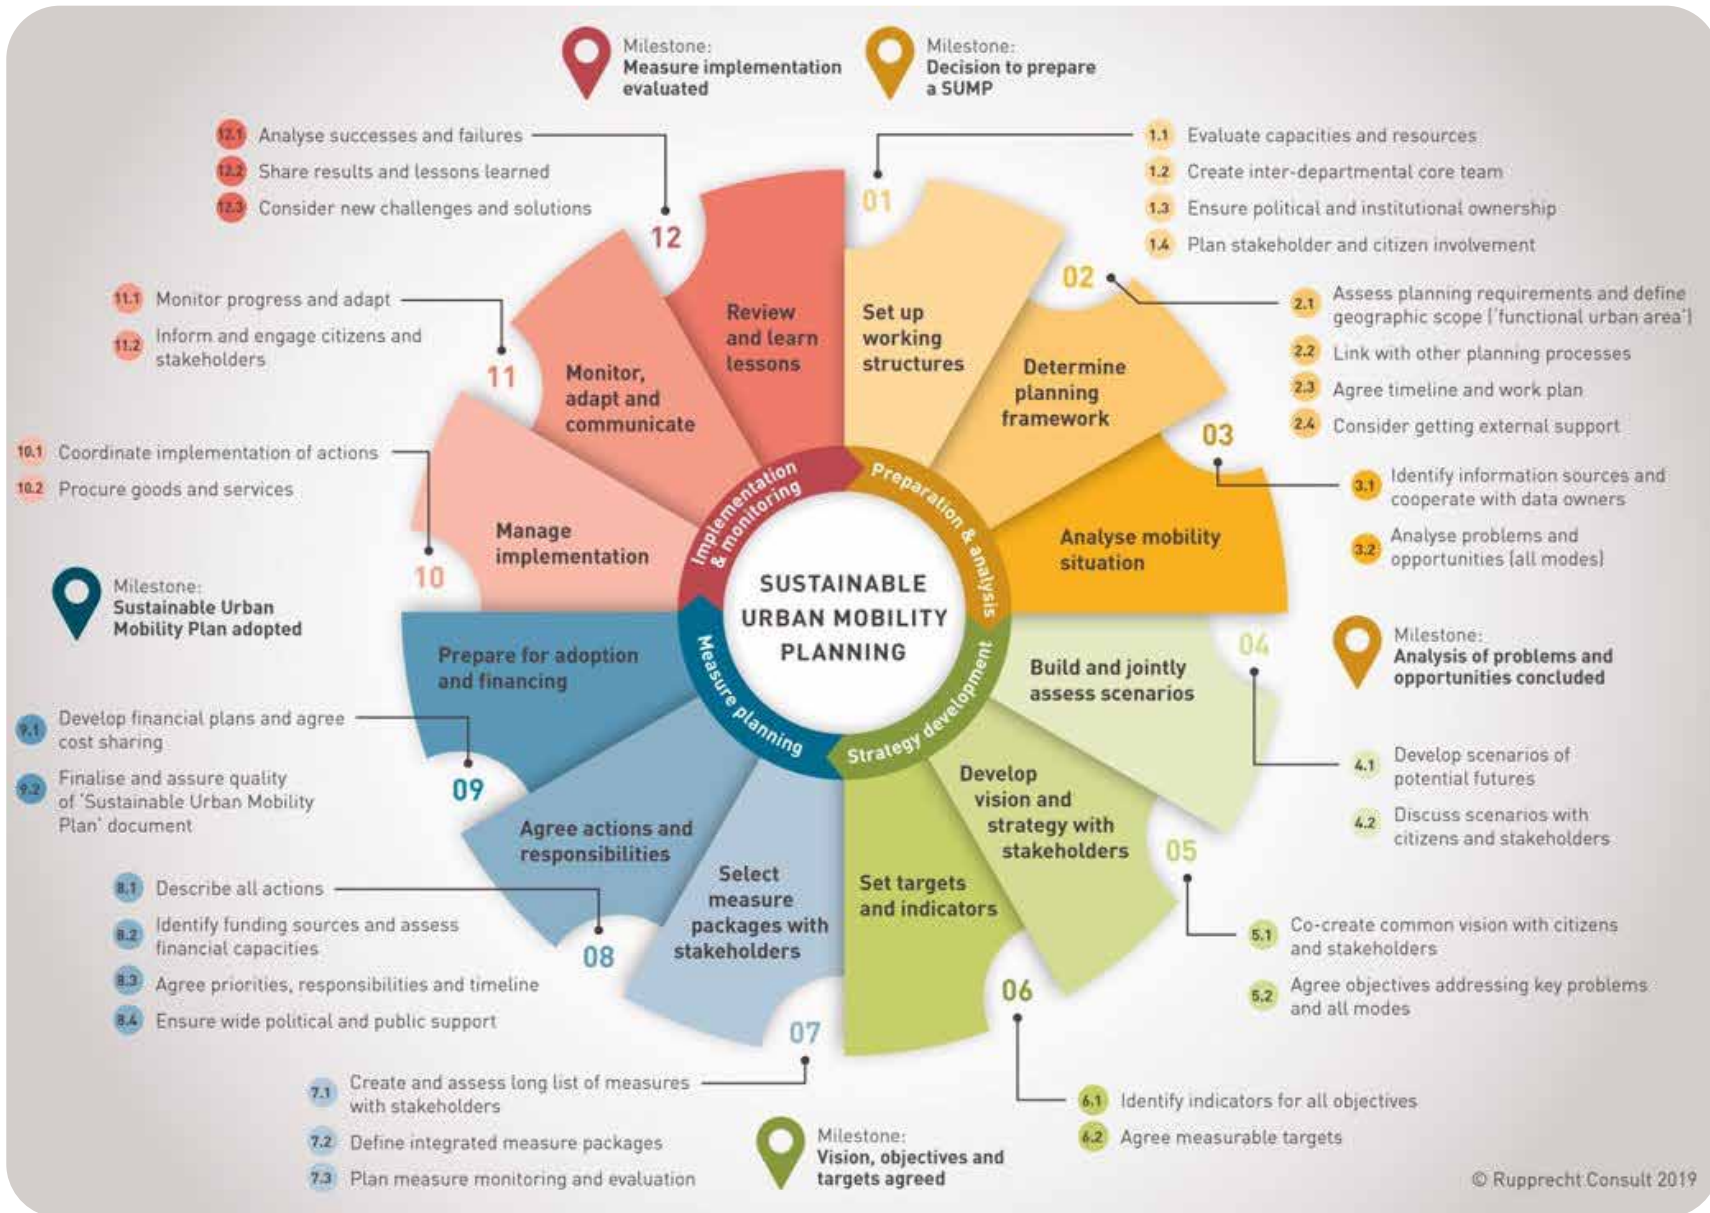 Milestone:
Measure implementation
evaluated
Milestone:
Decision to prepare
a SUMP
12.1 Analyse successes and failures
12.2 Share results and lessons learned
12.3 Consider new challenges and solutions
1.1 Evaluate capacities and resources
1.2 Create inter-departmental core team
1.3 Ensure political and institutional ownership
1.4 Plan stakeholder and citizen involvement
11.1 Monitor progress and adapt
11.2 Inform and engage citizens and
stakeholders
2.1 Assess planning requirements and define
geographic scope ('functional urban area')
2.2 Link with other planning processes
2.3 Agree timeline and work plan
2.4 Consider getting external support
10.1 Coordinate implementation of actions
10.2 Procure goods and services
3.1 Identify information sources and
cooperate with data owners
3.2 Analyse problems and
opportunities (all modes)
Milestone:
Sustainable Urban
Mobility Plan adopted
Milestone:
Analysis of problems and
opportunities concluded
01
Set up
working
structures
02
Determine
planning
framework
03
Analyse mobility
situation
04
Build and jointly
assess scenarios
05
Develop
vision and
strategy with
stakeholders
06
Set targets
and indicators
07
Select
measure
packages with
stakeholders
08
Agree actions and
responsibilities
09
Prepare for adoption
and financing
10
Manage
implementation
11
Monitor,
adapt and
communicate
12
Review
and learn
lessons
Preparation & analysis
Strategy development
Measure planning
Implementation
& monitoring
SUSTAINABLE
URBAN MOBILITY
PLANNING
9.1 Develop financial plans and agree
cost sharing
9.2 Finalise and assure quality
of 'Sustainable Urban Mobility
Plan' document
4.1 Develop scenarios of
potential futures
4.2 Discuss scenarios with
citizens and stakeholders
8.1 Describe all actions
8.2 Identify funding sources and assess
financial capacities
8.3 Agree priorities, responsibilities and timeline
8.4 Ensure wide political and public support
5.1 Co-create common vision with citizens
and stakeholders
5.2 Agree objectives addressing key problems
and all modes
7.1 Create and assess long list of measures
with stakeholders
7.2 Define integrated measure packages
7.3 Plan measure monitoring and evaluation
Milestone:
Vision, objectives and
targets agreed
6.1 Identify indicators for all objectives
6.2 Agree measurable targets
© Rupprecht Consult 2019